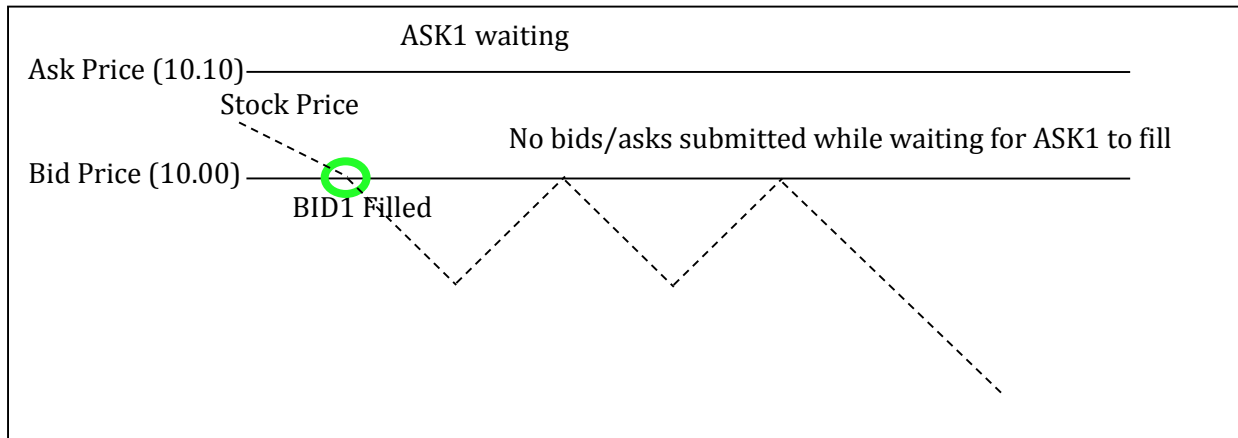 ASK1 waiting
Ask Price (10.10)
Stock Price
No bids/asks submitted while waiting for ASK1 to fill
Bid Price (10.00)
BID1 Filled